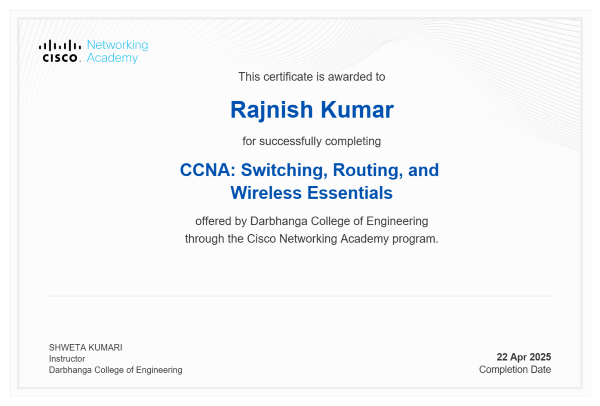 CISCO Networking
Academy
This certificate is awarded to
Rajnish Kumar
for successfully completing
CCNA: Switching, Routing, and
Wireless Essentials
offered by Darbhanga College of Engineering
through the Cisco Networking Academy program.
SHWETA KUMARI
Instructor
Darbhanga College of Engineering
22 Apr 2025
Completion Date